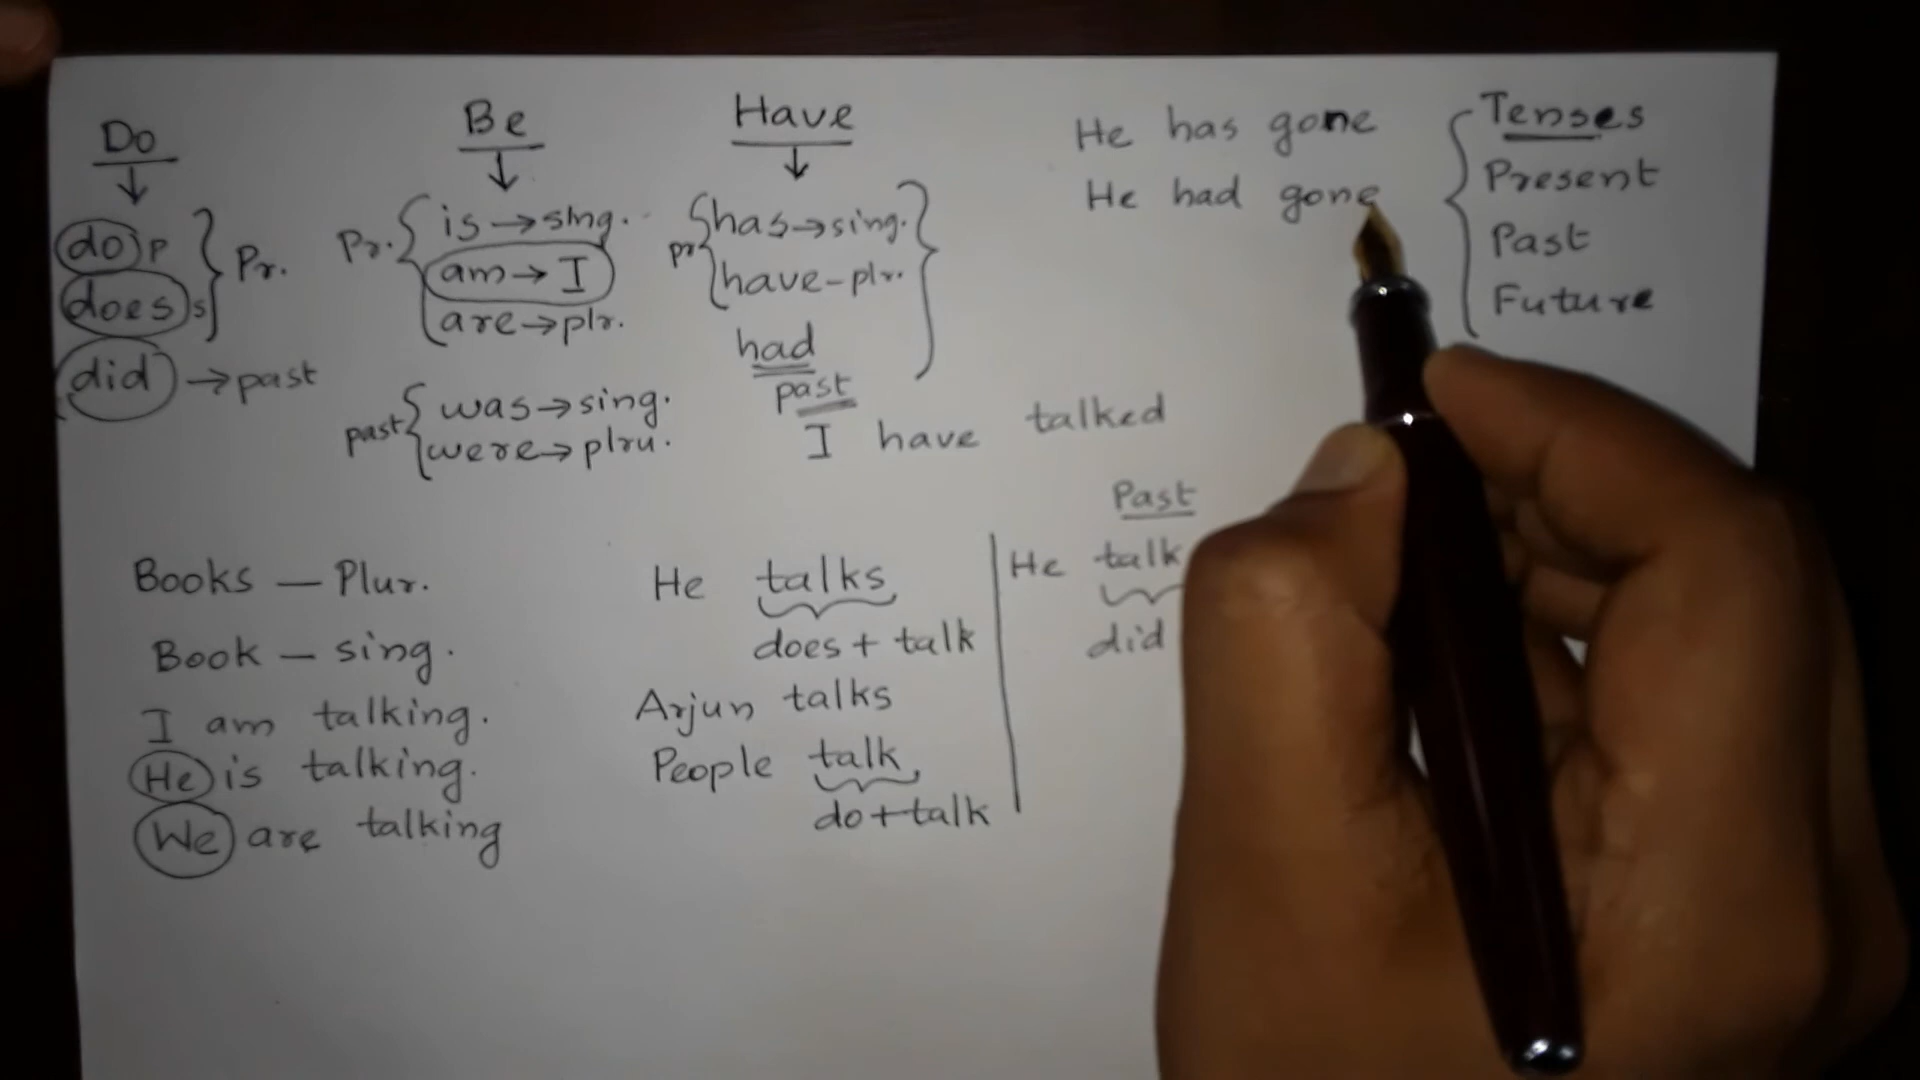 Do
do p
does s
} Pr.
did → past
Be
Pr. { is → sing.
am → I
are → plr.
past { was → sing.
were → plru.
Have
pr { has → sing.
have - plr.
had
past
I have talked
He has gone
He had gone
Tenses
Present
Past
Future
Books — Plur.
Book — sing.
I am talking.
He is talking.
We are talking
He talks
does + talk
Arjun talks
People talk
do + talk
Past
He talk
did